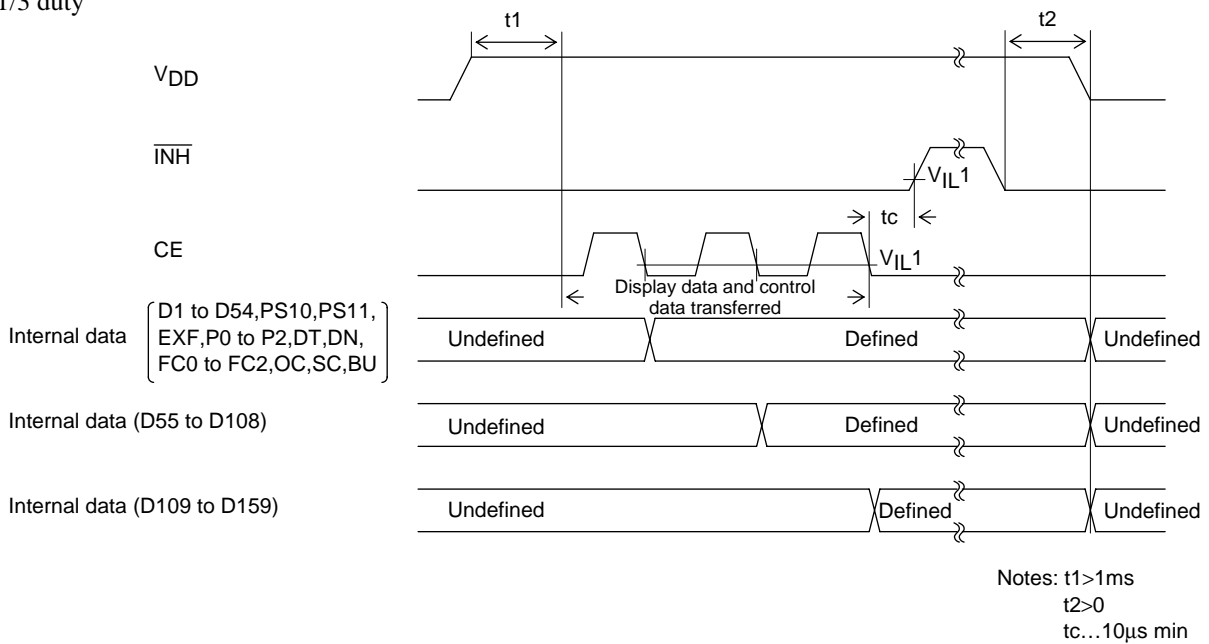 1/3 duty
t1
t2
VDD
INH
VIL1
tc
CE
VIL1
Display data and control
data transferred
Internal data
D1 to D54,PS10,PS11,
EXF,P0 to P2,DT,DN,
FC0 to FC2,OC,SC,BU
Undefined
Defined
Undefined
Internal data (D55 to D108)
Undefined
Defined
Undefined
Internal data (D109 to D159)
Undefined
Defined
Undefined
Notes: t1>1ms
t2>0
tc…10μs min